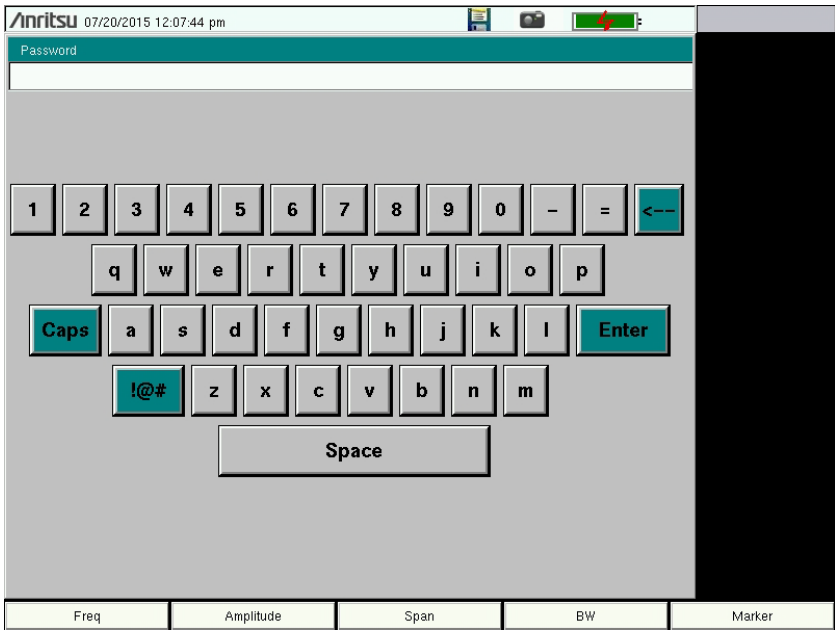 Anritsu 07/20/2015 12:07:44 pm
Password
1 2 3 4 5 6 7 8 9 0 - = <--
q w e r t y u i o p
Caps a s d f g h j k l Enter
!@# z x c v b n m
Space
Freq Amplitude Span BW Marker